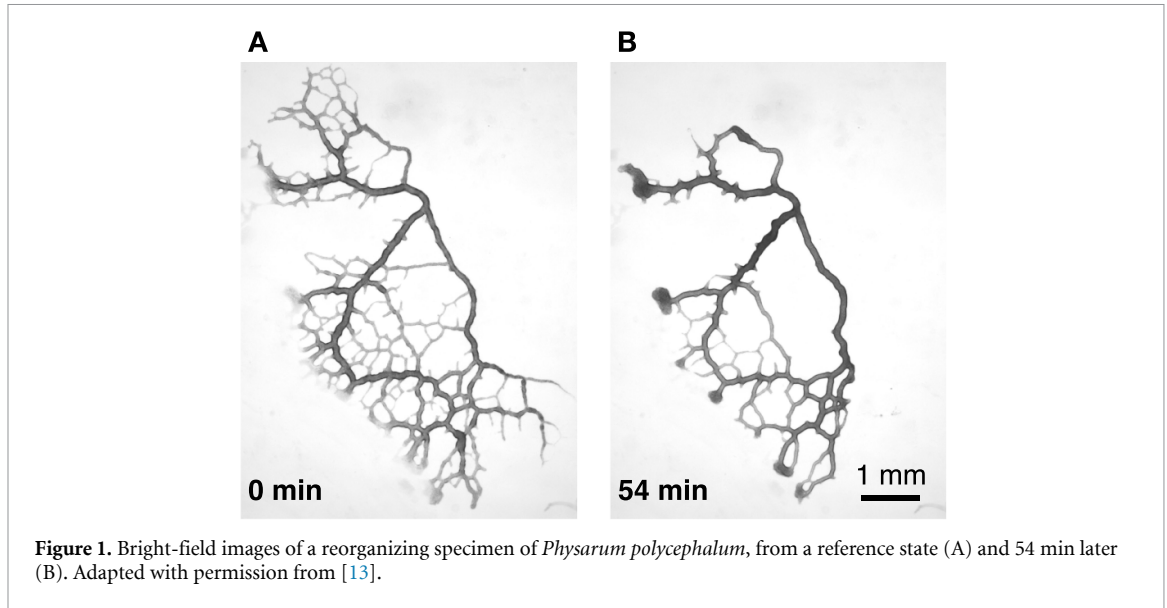 A
B
0 min
54 min
1 mm
Figure 1. Bright-field images of a reorganizing specimen of Physarum polycephalum, from a reference state (A) and 54 min later
(B). Adapted with permission from [13].